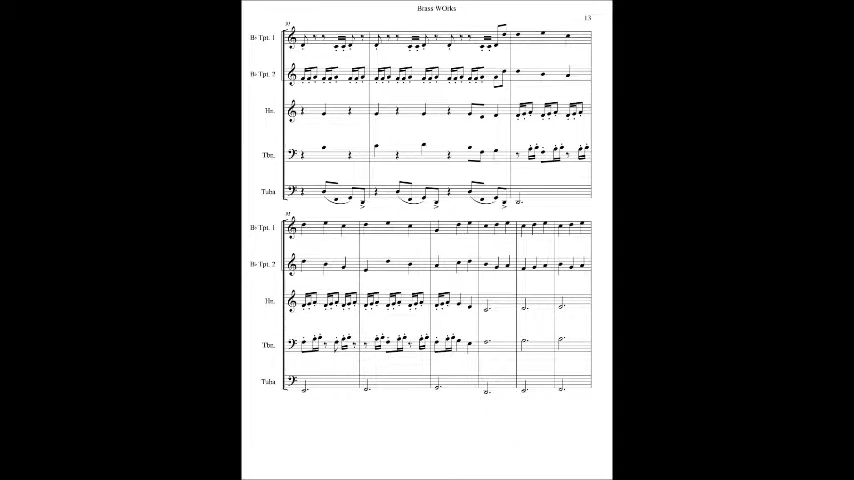 Brass WOrks
13
B♭ Tpt. 1
B♭ Tpt. 2
Hn.
Tbn.
Tuba
B♭ Tpt. 1
B♭ Tpt. 2
Hn.
Tbn.
Tuba